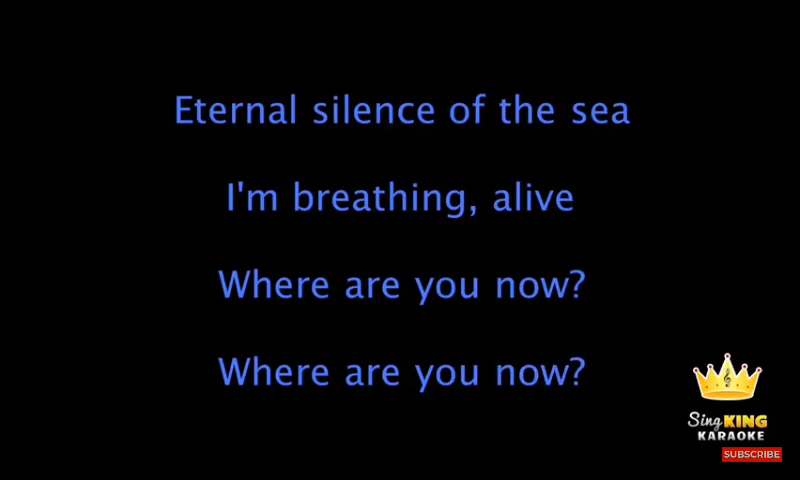 Eternal silence of the sea
I'm breathing, alive
Where are you now?
Where are you now?
Sing KING
KARAOKE
SUBSCRIBE